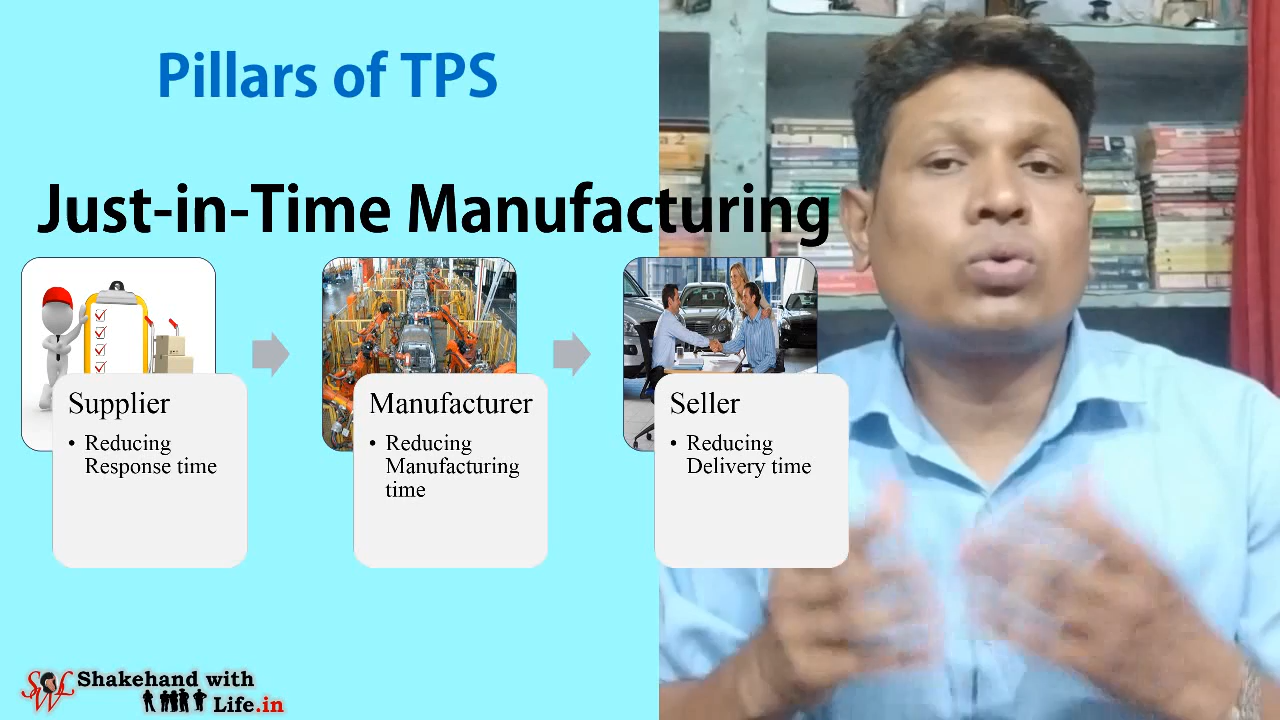 Pillars of TPS
Just-in-Time Manufacturing
Supplier
• Reducing
Response time
Manufacturer
• Reducing
Manufacturing
time
Seller
• Reducing
Delivery time
SWL
Shakehand with
Life.in